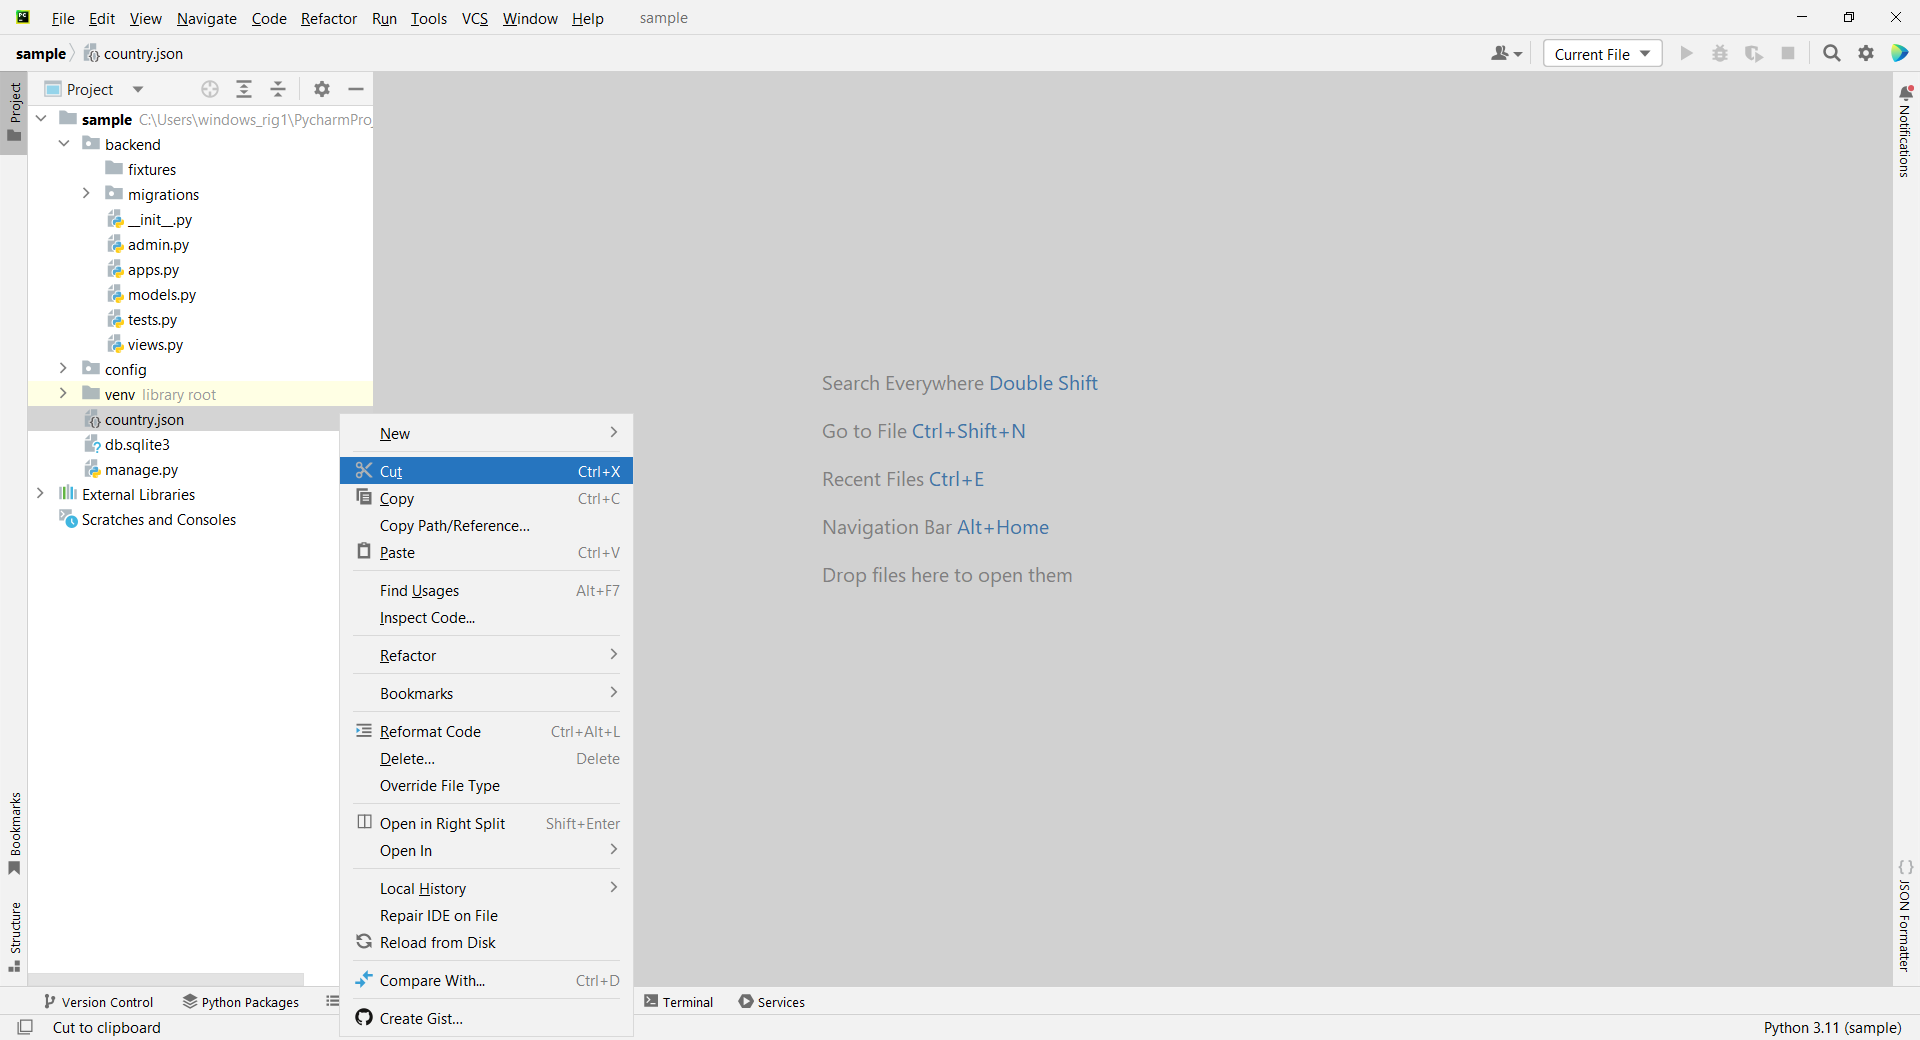 File Edit View Navigate Code Refactor Run Tools VCS Window Help sample
sample country.json Current File
Project
Project
sample C:\Users\windows_rig1\PycharmPro
backend
fixtures
migrations
__init__.py
admin.py
apps.py
models.py
tests.py
views.py
config
venv library root
country.json
db.sqlite3
manage.py
External Libraries
Scratches and Consoles
New
Cut Ctrl+X
Copy Ctrl+C
Copy Path/Reference...
Paste Ctrl+V
Find Usages Alt+F7
Inspect Code...
Refactor
Bookmarks
Reformat Code Ctrl+Alt+L
Delete... Delete
Override File Type
Open in Right Split Shift+Enter
Open In
Local History
Repair IDE on File
Reload from Disk
Compare With... Ctrl+D
Create Gist...
Search Everywhere Double Shift
Go to File Ctrl+Shift+N
Recent Files Ctrl+E
Navigation Bar Alt+Home
Drop files here to open them
Notifications
JSON Formatter
Bookmarks
Structure
Version Control Python Packages Terminal Services
Cut to clipboard Python 3.11 (sample)